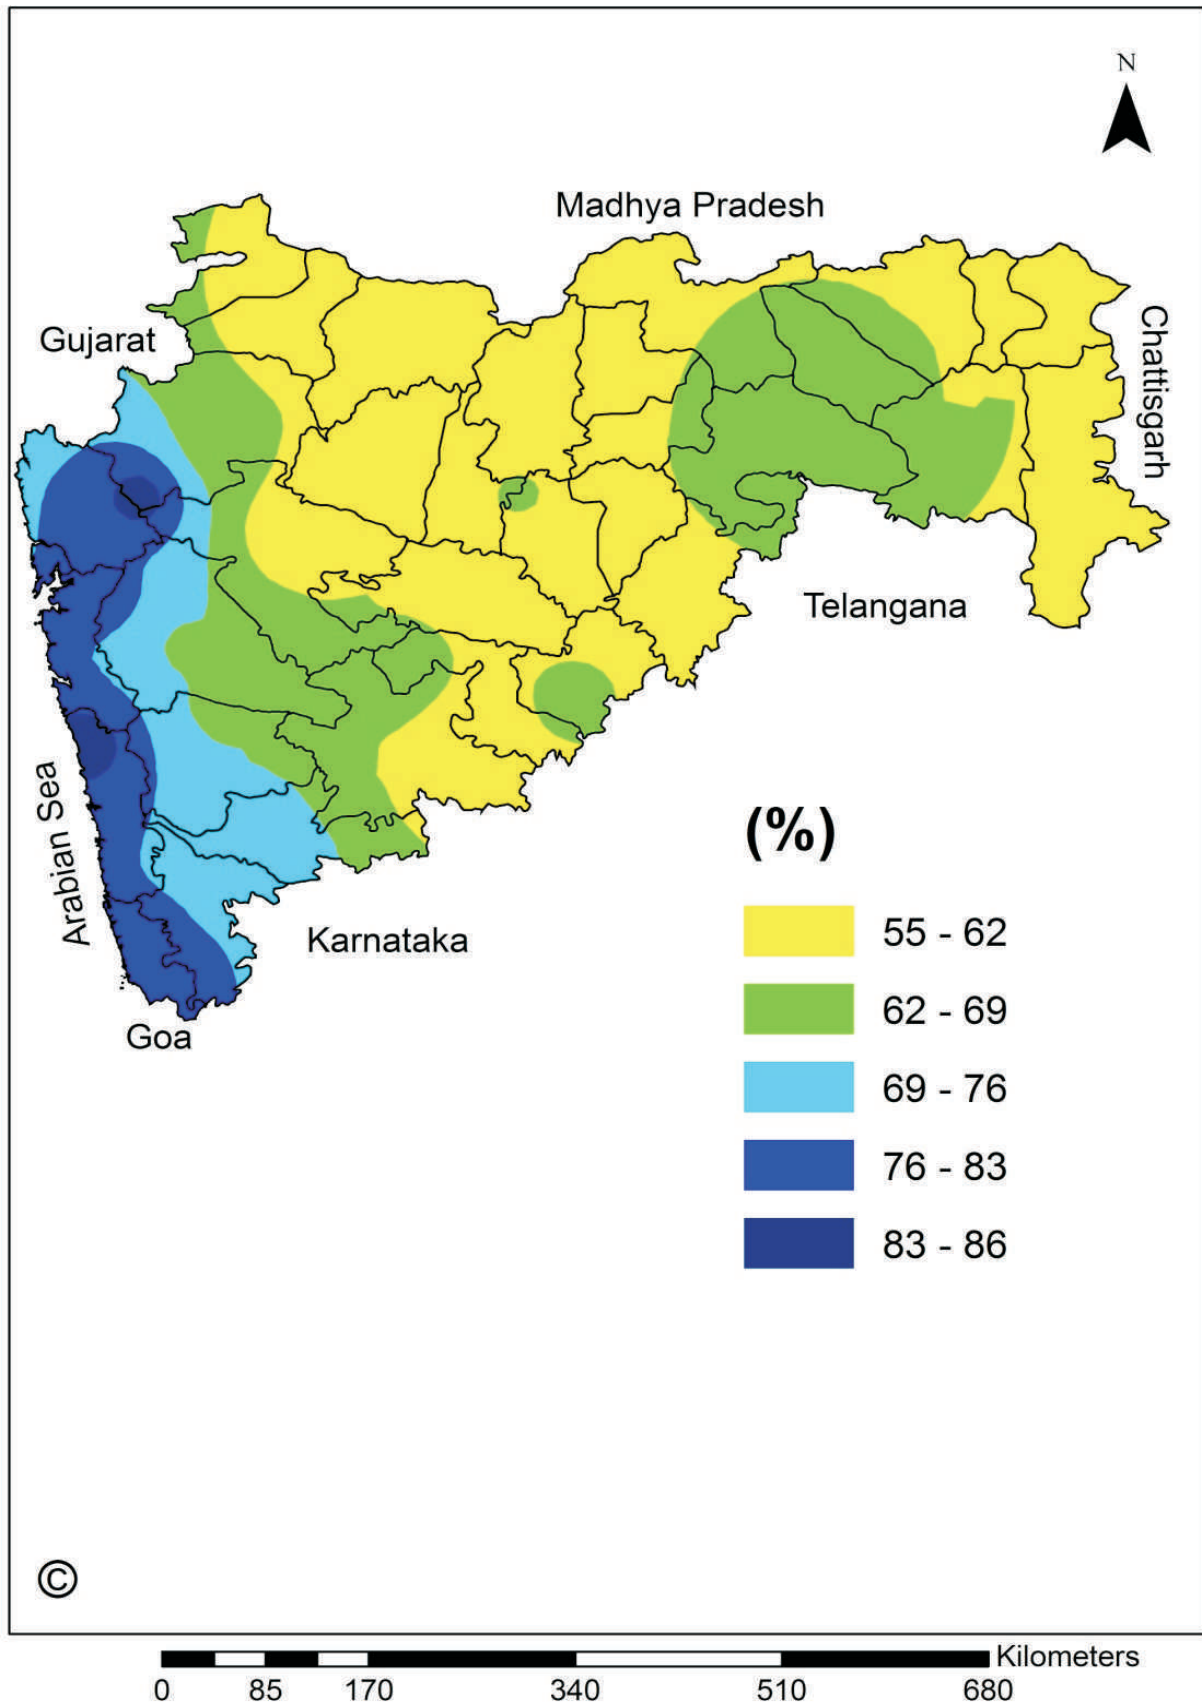 N
Madhya Pradesh
Gujarat
Chattisgarh
Telangana
Arabian Sea
Karnataka
Goa
(%)
55 - 62
62 - 69
69 - 76
76 - 83
83 - 86
©
Kilometers
0 85 170 340 510 680